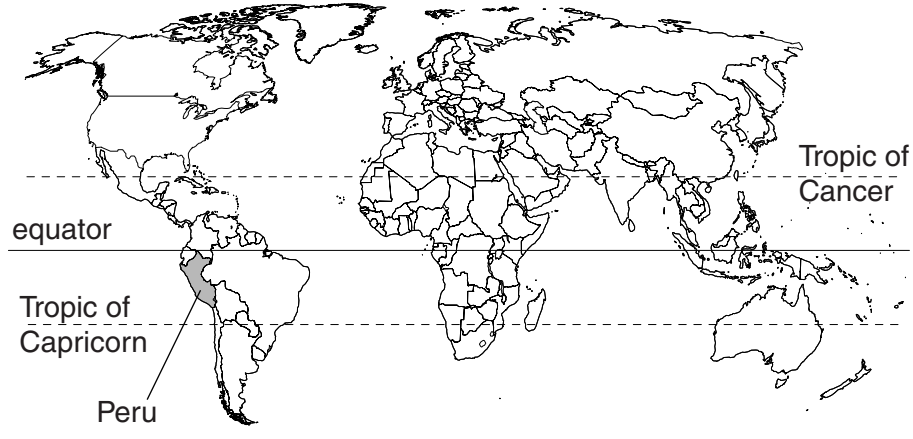 Tropic of
Cancer
equator
Tropic of
Capricorn
Peru